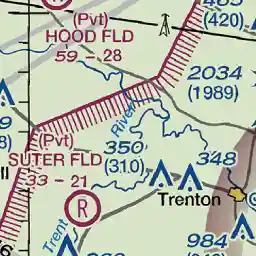 (Pvt)
HOOD FLD
59 - 28
(420)
2034
(1989)
River
(Pvt)
350
SUTER FLD
(310)
348
33 - 21
R
Trenton
Trent
984